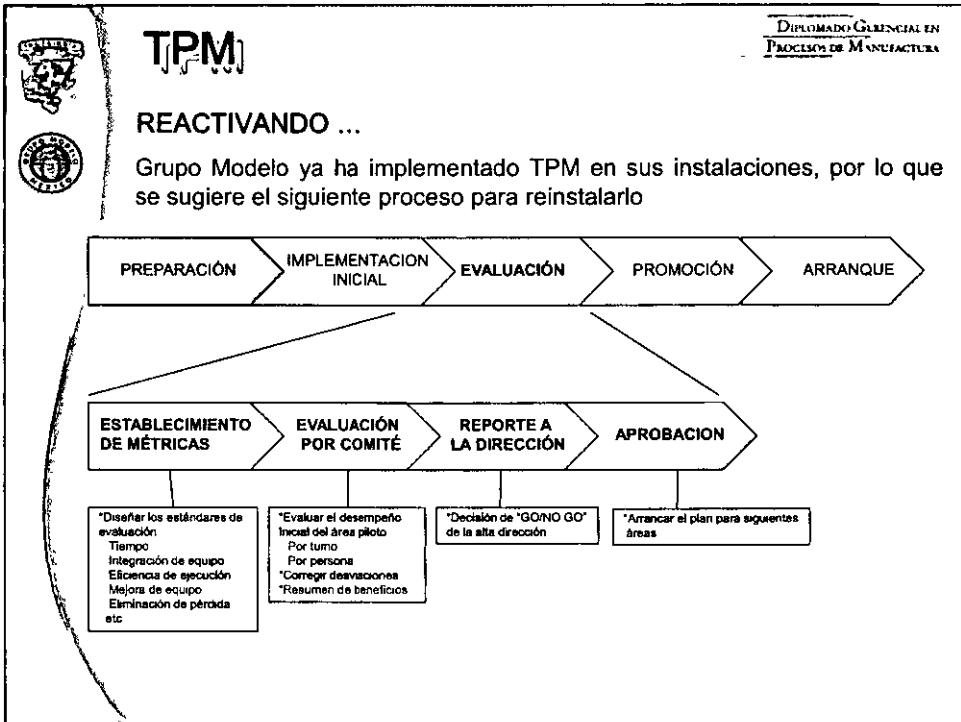 TPM
DIPLOMADO GERENCIAL EN
PROCESOS DE MANUFACTURA
REACTIVANDO ...
Grupo Modelo ya ha implementado TPM en sus instalaciones, por lo que
se sugiere el siguiente proceso para reinstalarlo
PREPARACIÓN
IMPLEMENTACION
INICIAL
EVALUACIÓN
PROMOCIÓN
ARRANQUE
ESTABLECIMIENTO
DE MÉTRICAS
EVALUACIÓN
POR COMITÉ
REPORTE A
LA DIRECCIÓN
APROBACION
*Diseñar los estándares de
evaluación
Tiempo
Integración de equipo
Eficiencia de ejecución
Mejora de equipo
Eliminación de pérdida
etc
*Evaluar el desempeño
Inicial del área piloto
Por turno
Por persona
*Corregir desviaciones
*Resumen de beneficios
*Decisión de "GO/NO GO"
de la alta dirección
*Arrancar el plan para siguientes
áreas
GRUPO MODELO
MEXICO